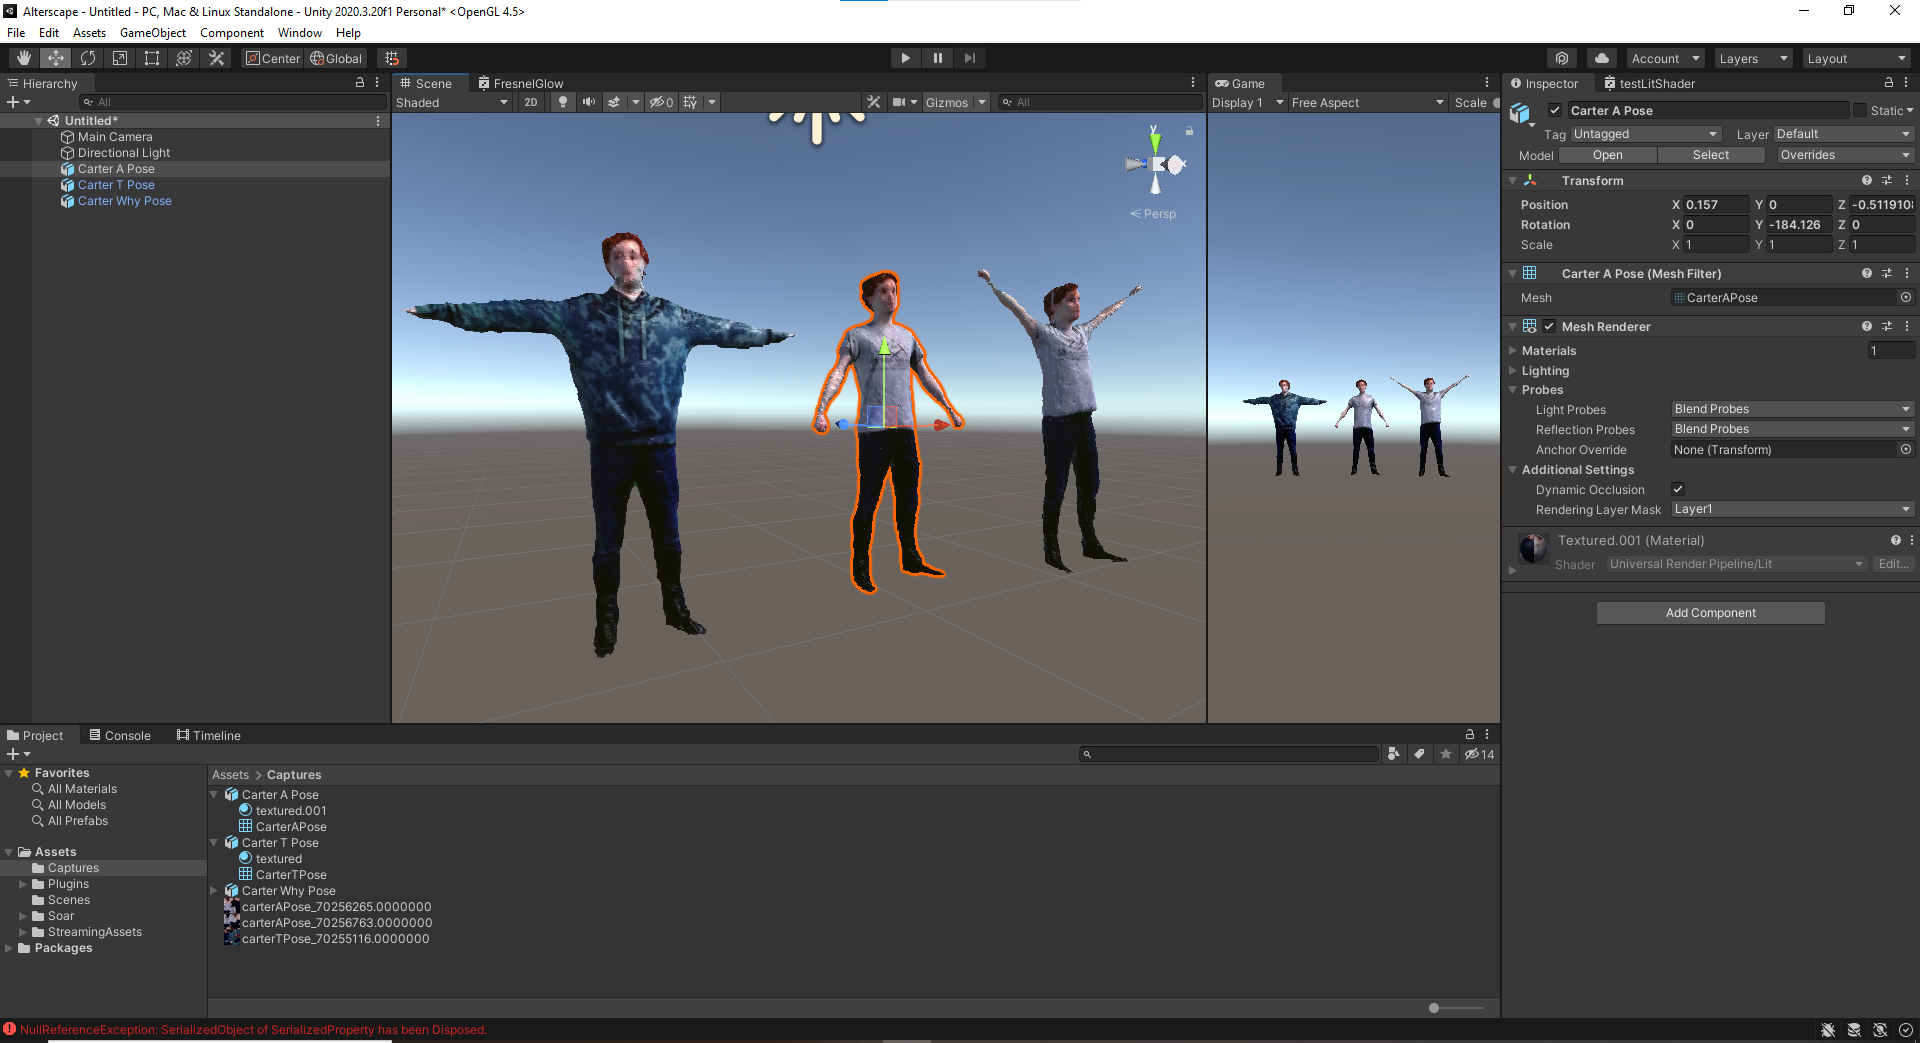 Alterscape - Untitled - PC, Mac & Linux Standalone - Unity 2020.3.20f1 Personal* <OpenGL 4.5>
File Edit Assets GameObject Component Window Help
Center Global Account Layers Layout
Hierarchy
All
Untitled*
Main Camera
Directional Light
Carter A Pose
Carter T Pose
Carter Why Pose
Scene FresnelGlow
Shaded 2D 0 Gizmos All
y
x
Persp
Game
Display 1 Free Aspect Scale
Inspector testLitShader
Carter A Pose Static
Tag Untagged Layer Default
Model Open Select Overrides
Transform
Position X 0.157 Y 0 Z -0.511910
Rotation X 0 Y -184.126 Z 0
Scale X 1 Y 1 Z 1
Carter A Pose (Mesh Filter)
Mesh CarterAPose
Mesh Renderer
Materials 1
Lighting
Probes
Light Probes Blend Probes
Reflection Probes Blend Probes
Anchor Override None (Transform)
Additional Settings
Dynamic Occlusion
Rendering Layer Mask Layer1
Textured.001 (Material)
Shader Universal Render Pipeline/Lit Edit...
Add Component
Project Console Timeline
14
Favorites
All Materials
All Models
All Prefabs
Assets
Captures
Plugins
Scenes
Soar
StreamingAssets
Packages
Assets > Captures
Carter A Pose
textured.001
CarterAPose
Carter T Pose
textured
CarterTPose
Carter Why Pose
carterAPose_70256265.0000000
carterAPose_70256763.0000000
carterTPose_70255116.0000000
NullReferenceException: SerializedObject of SerializedProperty has been Disposed.